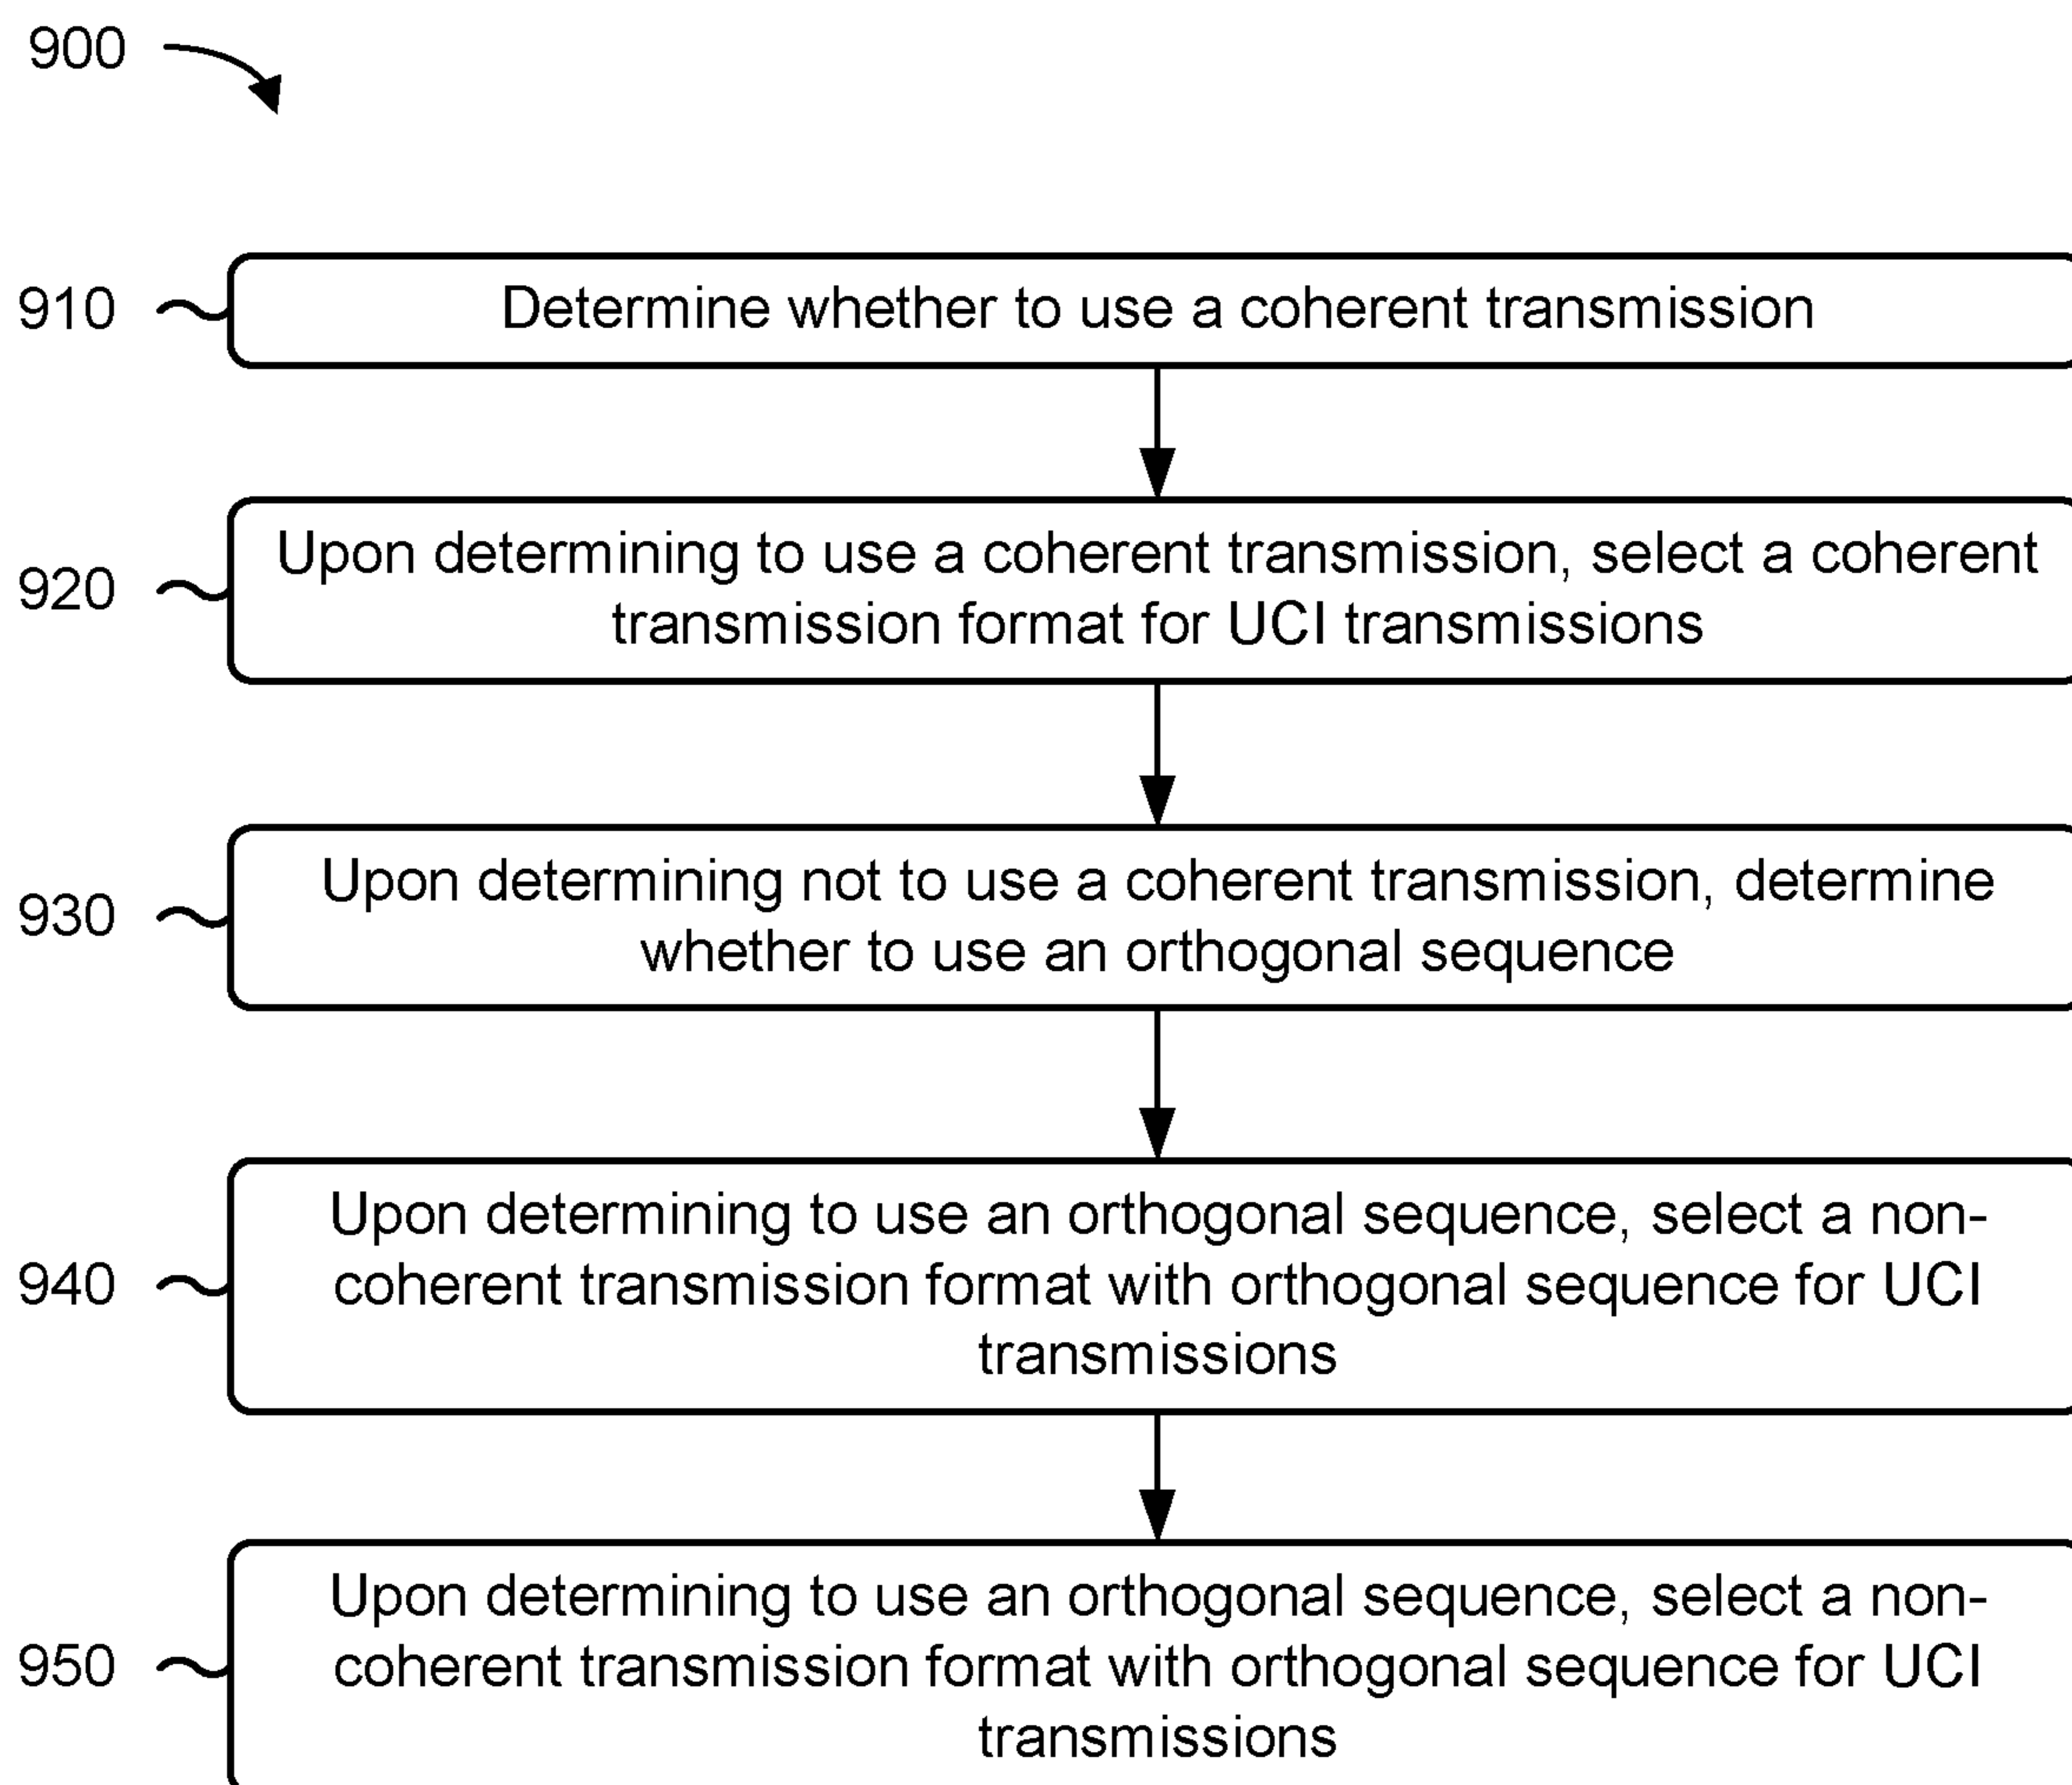 900
910
Determine whether to use a coherent transmission
920
Upon determining to use a coherent transmission, select a coherent
transmission format for UCI transmissions
930
Upon determining not to use a coherent transmission, determine
whether to use an orthogonal sequence
940
Upon determining to use an orthogonal sequence, select a non-
coherent transmission format with orthogonal sequence for UCI
transmissions
950
Upon determining to use an orthogonal sequence, select a non-
coherent transmission format with orthogonal sequence for UCI
transmissions